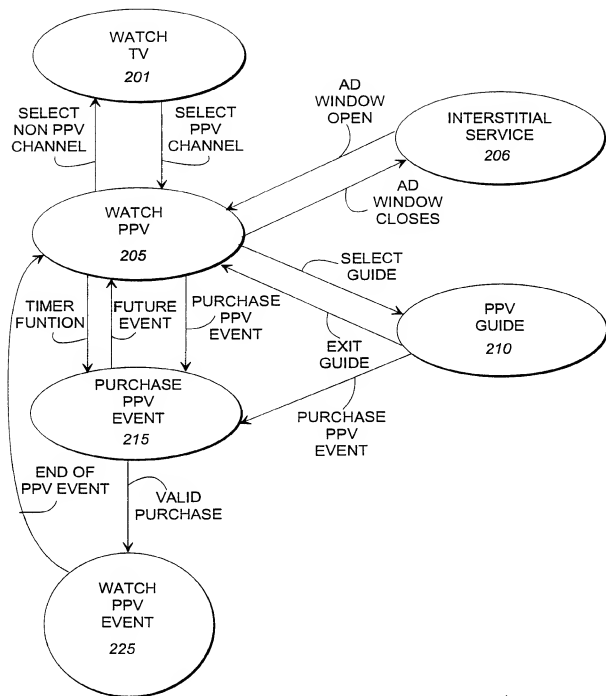 WATCH
TV
201
SELECT
NON PPV
CHANNEL
SELECT
PPV
CHANNEL
AD
WINDOW
OPEN
INTERSTITIAL
SERVICE
206
AD
WINDOW
CLOSES
WATCH
PPV
205
SELECT
GUIDE
PPV
GUIDE
210
TIMER
FUNTION
FUTURE
EVENT
PURCHASE
PPV
EVENT
EXIT
GUIDE
PURCHASE
PPV
EVENT
215
PURCHASE
PPV
EVENT
END OF
PPV EVENT
VALID
PURCHASE
WATCH
PPV
EVENT
225